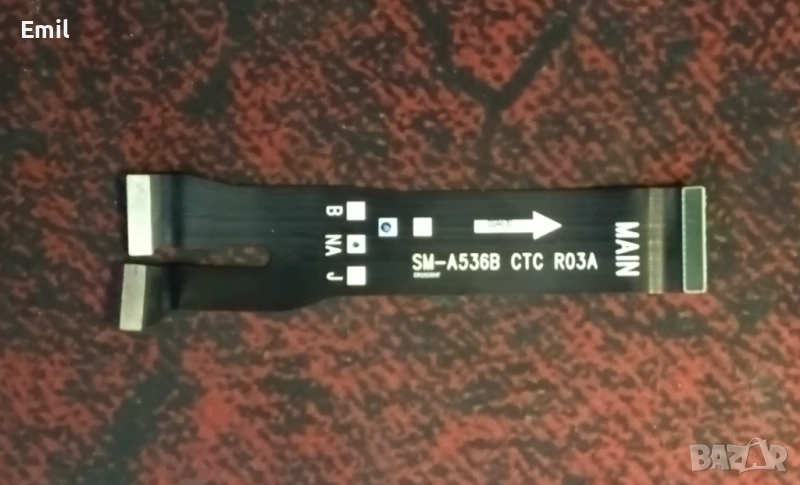 Emil
B
NA
J
MAIN
SM-A536B CTC R03A
BAZAR